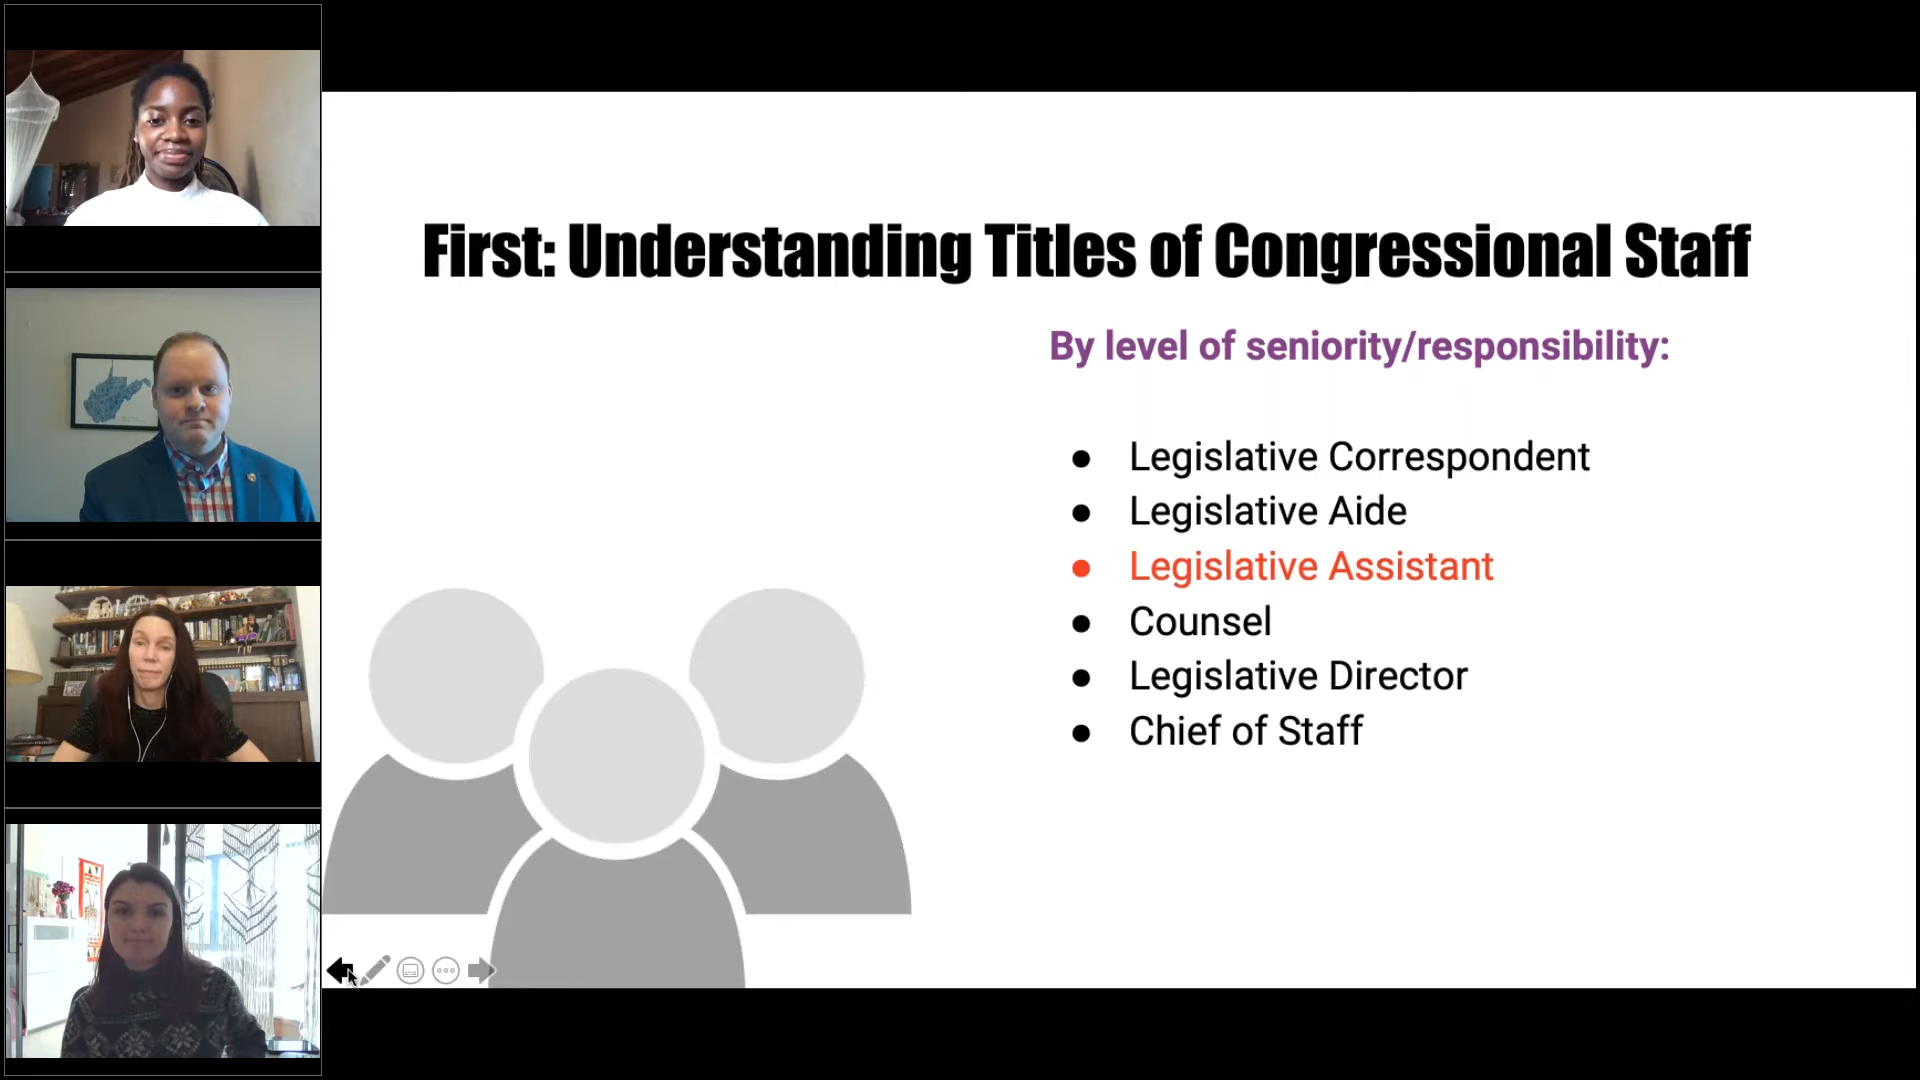 First: Understanding Titles of Congressional Staff
By level of seniority/responsibility:
● Legislative Correspondent
● Legislative Aide
● Legislative Assistant
● Counsel
● Legislative Director
● Chief of Staff